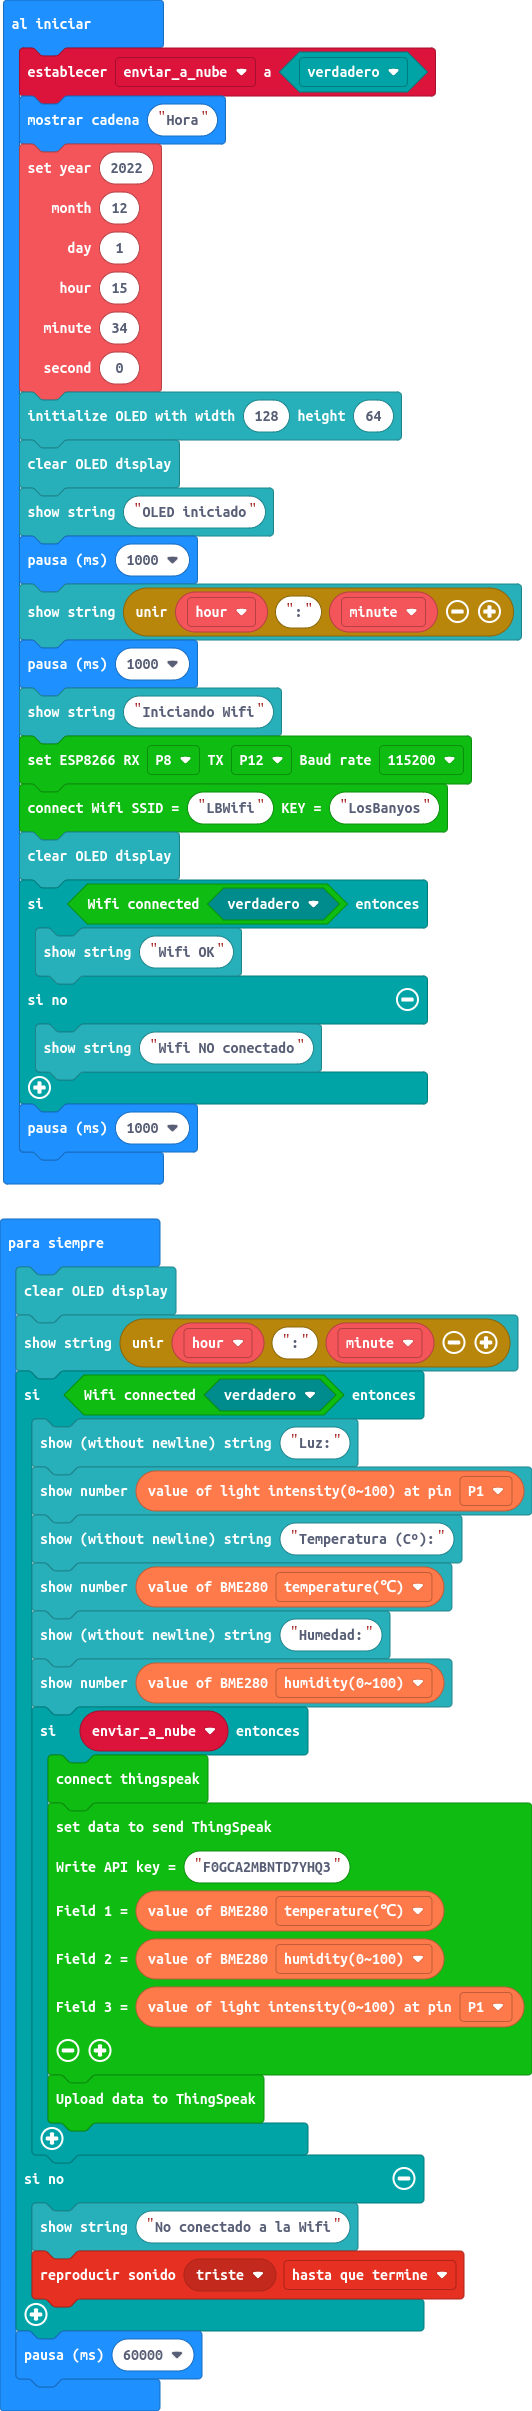 al iniciar
establecer enviar_a_nube a verdadero
mostrar cadena "Hora"
set year 2022
month 12
day 1
hour 15
minute 34
second 0
initialize OLED with width 128 height 64
clear OLED display
show string "OLED iniciado"
pausa (ms) 1000
show string unir hour ":" minute
pausa (ms) 1000
show string "Iniciando Wifi"
set ESP8266 RX P8 TX P12 Baud rate 115200
connect Wifi SSID = "LBWifi" KEY = "LosBanyos"
clear OLED display
si Wifi connected verdadero entonces
show string "Wifi OK"
si no
show string "Wifi NO conectado"
pausa (ms) 1000
para siempre
clear OLED display
show string unir hour ":" minute
si Wifi connected verdadero entonces
show (without newline) string "Luz:"
show number value of light intensity(0~100) at pin P1
show (without newline) string "Temperatura (Cº):"
show number value of BME280 temperature(℃)
show (without newline) string "Humedad:"
show number value of BME280 humidity(0~100)
si enviar_a_nube entonces
connect thingspeak
set data to send ThingSpeak
Write API key = "F0GCA2MBNTD7YHQ3"
Field 1 = value of BME280 temperature(℃)
Field 2 = value of BME280 humidity(0~100)
Field 3 = value of light intensity(0~100) at pin P1
Upload data to ThingSpeak
si no
show string "No conectado a la Wifi"
reproducir sonido triste hasta que termine
pausa (ms) 60000